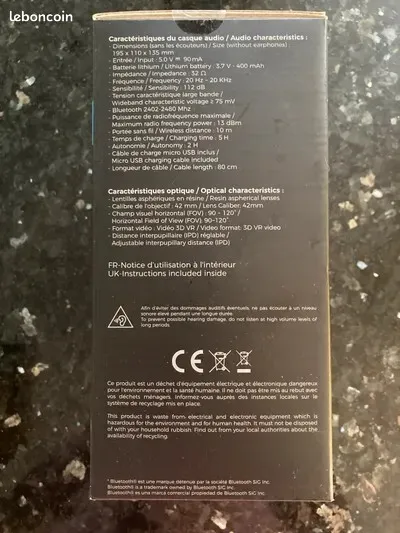 leboncoin
Caractéristiques du casque audio / Audio characteristics :
- Dimensions (sans les écouteurs) / Size (without earphones) :
195 x 110 x 135 mm
- Entrée / Input : 5.0 V ⎓ 90mA
- Batterie lithium / Lithium battery : 3.7 V - 400 mAh
- Impédance / Impedance : 32 Ω
- Fréquence / Frequency : 20 Hz - 20 KHz
- Sensibilité / Sensibility : 112 dB
- Tension caractéristique large bande /
Wideband characteristic voltage ≥ 75 mV
- Bluetooth 2402-2480 Mhz
- Puissance de radiofréquence maximale /
Maximum radio frequency power : 13 dBm
- Portée sans fil / Wireless distance : 10 m
- Temps de charge / Charging time : 5 H
- Autonomie / Autonomy : 2 H
- Câble de charge micro USB inclus /
Micro USB charging cable included
- Longueur de câble / Cable length : 80 cm
Caractéristiques optique / Optical characteristics :
- Lentilles asphériques en résine / Resin aspherical lenses
- Calibre de l'objectif : 42 mm / Lens Caliber: 42mm
- Champ visuel horizontal (FOV) : 90 - 120° /
Horizontal Field of View (FOV): 90-120°
- Format vidéo : Vidéo 3D VR / Video format: 3D VR video
- Distance interpupillaire (IPD) réglable /
Adjustable interpupillary distance (IPD)
FR-Notice d'utilisation à l'intérieur
UK-Instructions included inside
Afin d'éviter des dommages auditifs éventuels, ne pas écouter à un niveau
sonore élevé pendant une longue durée.
To prevent possible hearing damage, do not listen at high volume levels of
long periods.
CE
Ce produit est un déchet d'équipement électrique et électronique dangereux
pour l'environnement et la santé humaine. Il ne doit pas être mis au rebut avec
vos déchets ménagers. Informez-vous auprès des instances locales sur le
système de recyclage mis en place.
This product is waste from electrical and electronic equipment which is
hazardous for the environment and for human health. It must not be disposed
of with your household rubbish. Find out from your local authorities about the
availability of recycling.
* Bluetooth® est une marque détenue par la société Bluetooth SIG Inc.
Bluetooth® is a trademark owned by Bluetooth SIG Inc.
Bluetooth® es una marca comercial propiedad de Bluetooth SIG Inc.